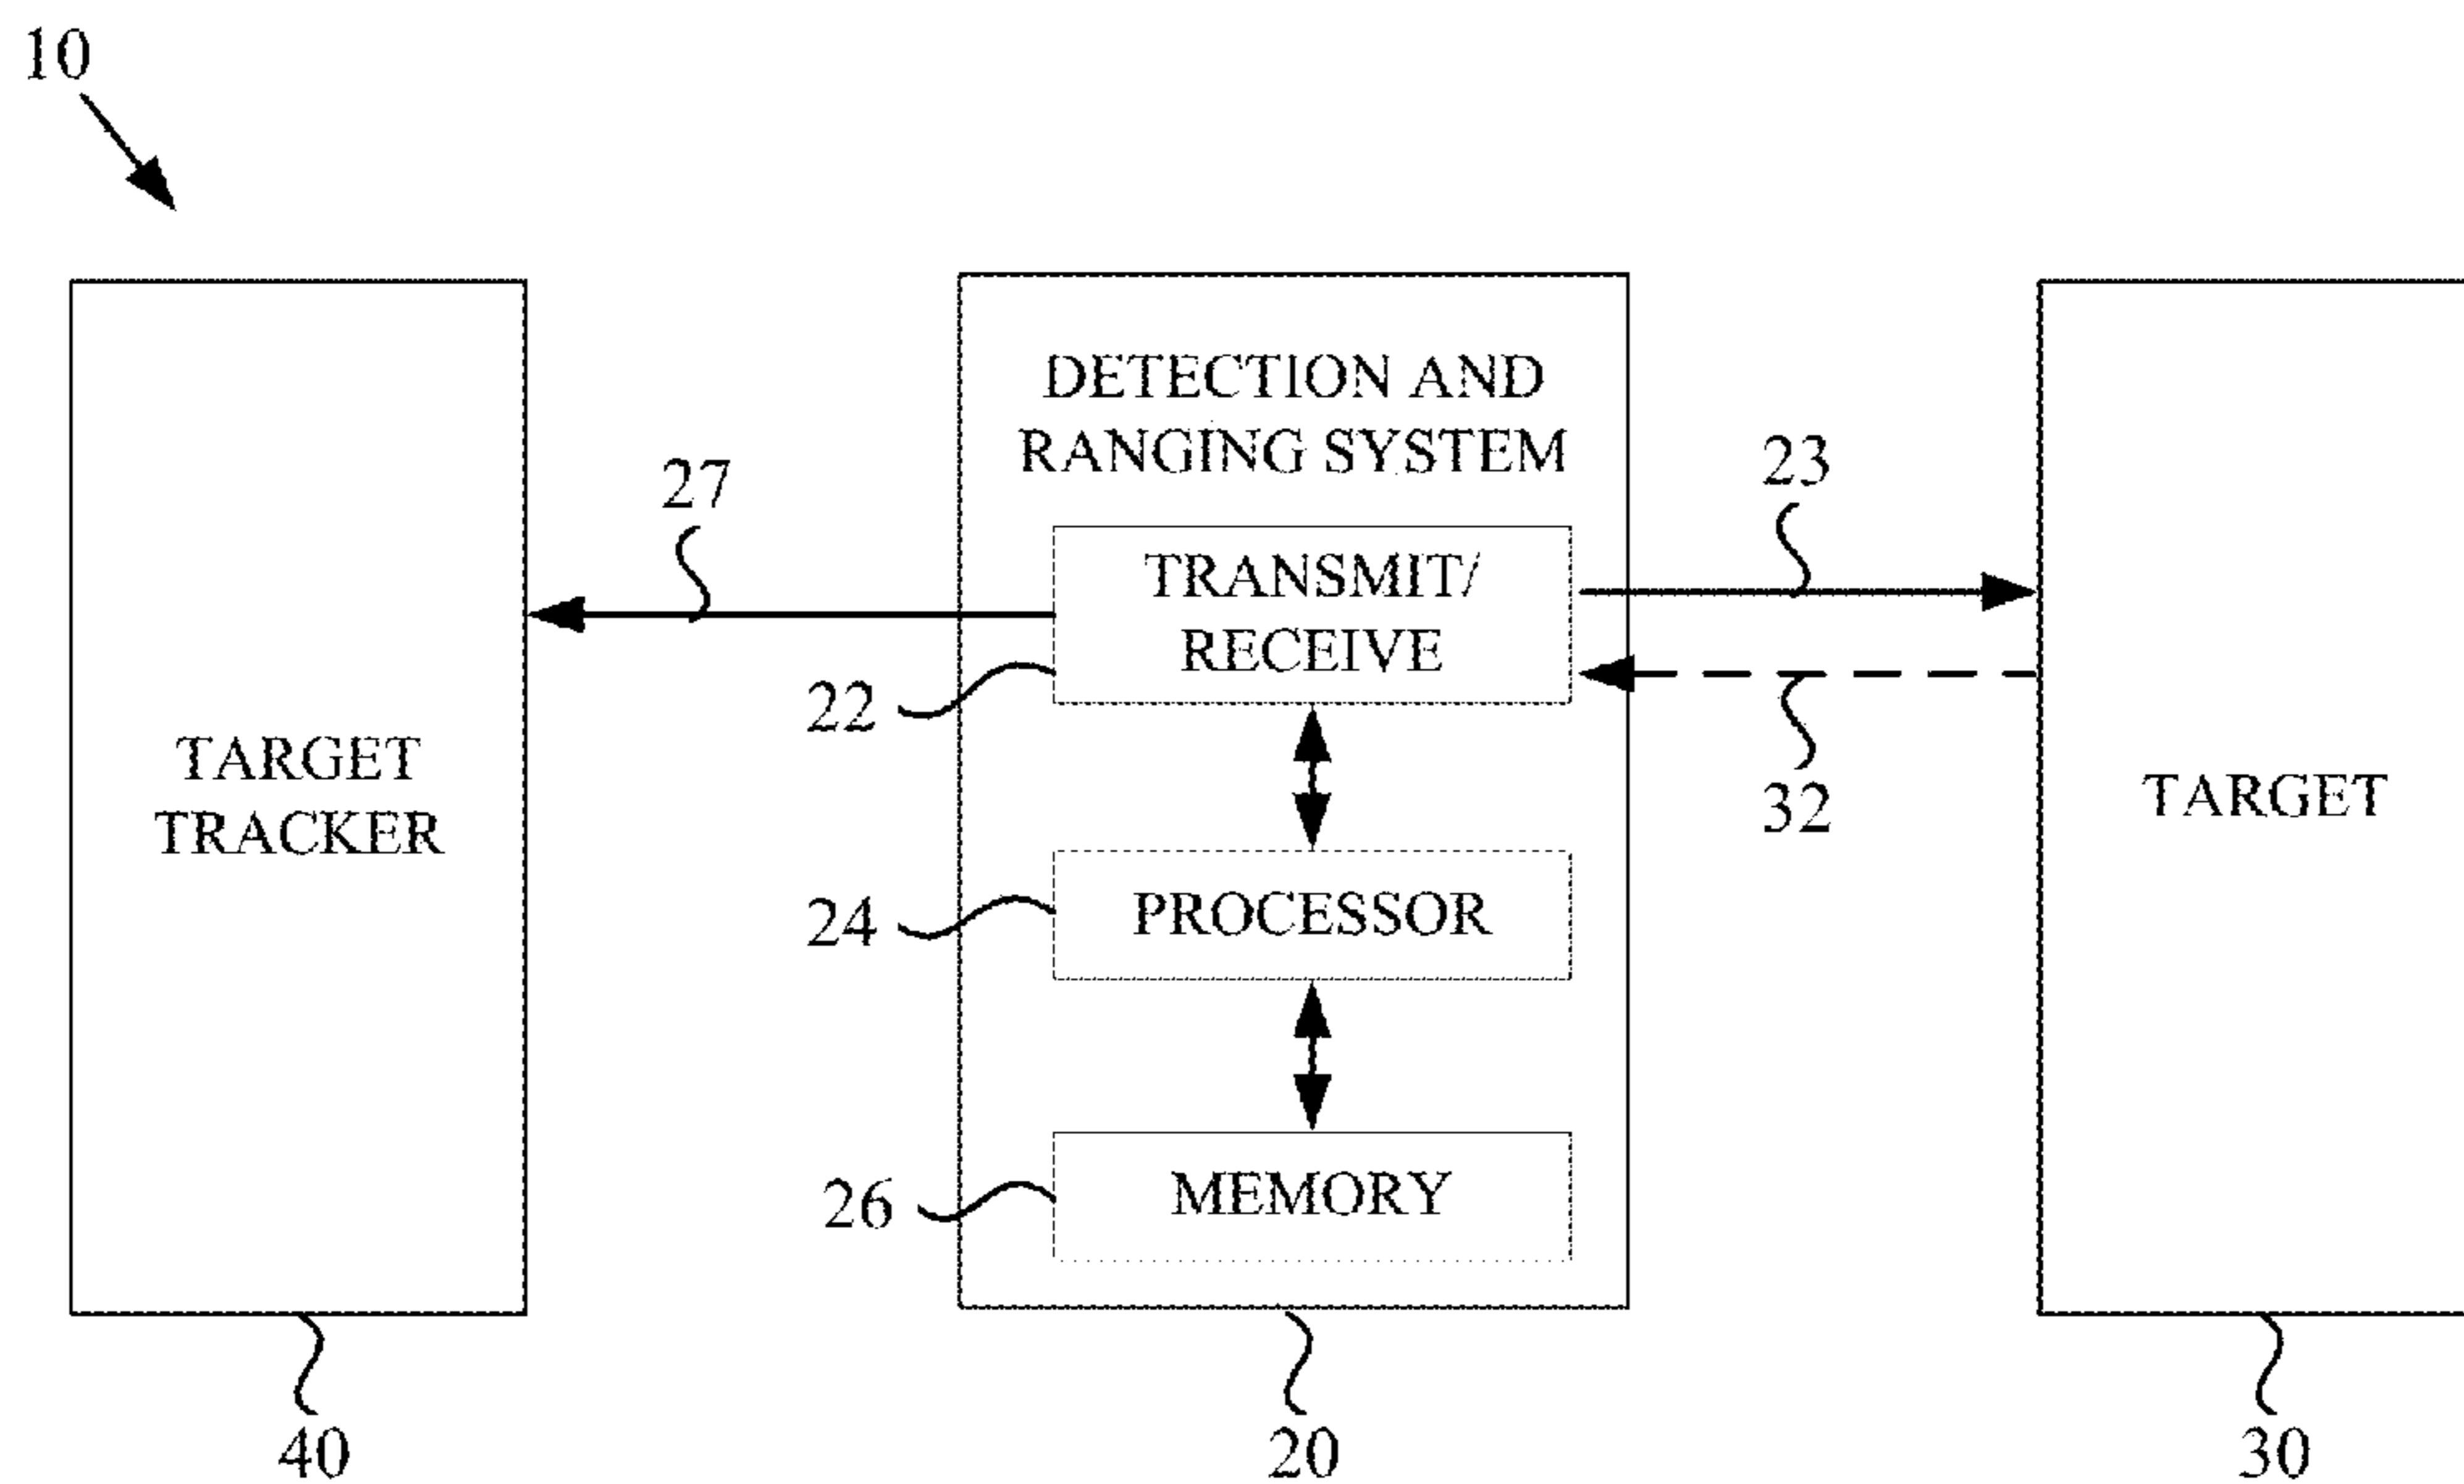 10
DETECTION AND
RANGING SYSTEM
27
23
TRANSMIT/
RECEIVE
22
32
TARGET
TRACKER
TARGET
24
PROCESSOR
26
MEMORY
40
20
30